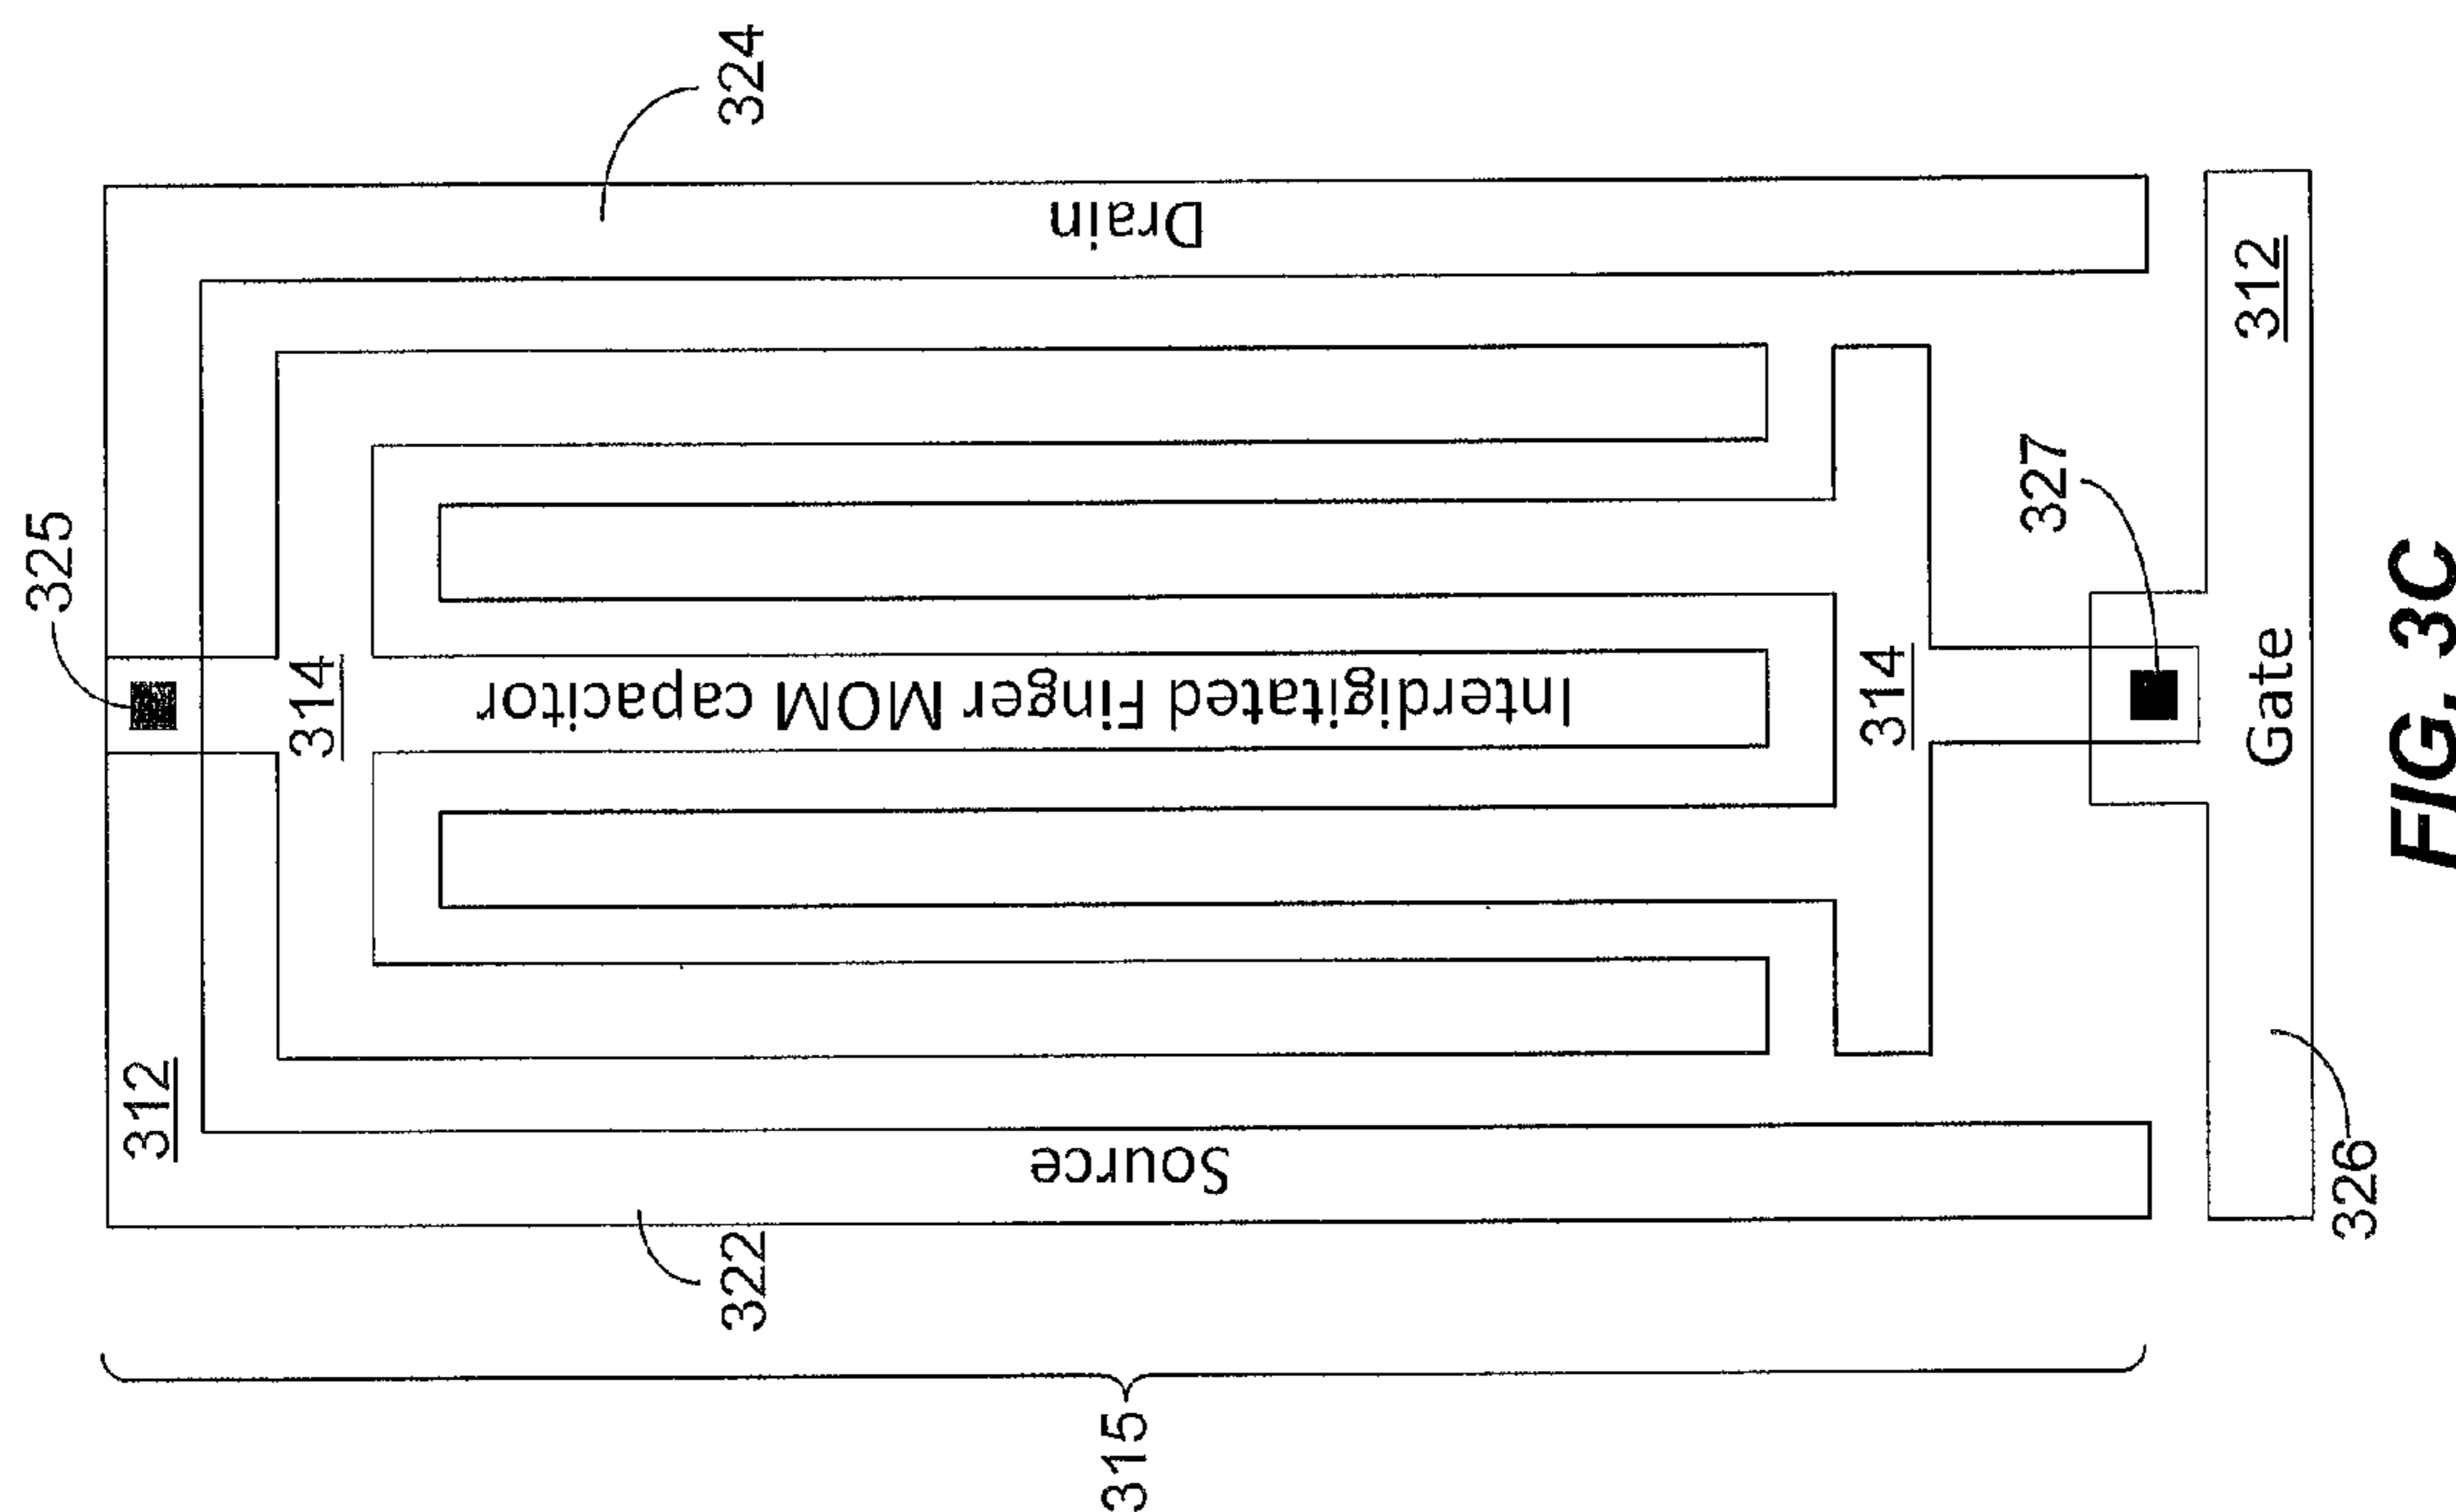 325
312
314
324
Drain
Interdigitated Finger MOM capacitor
Source
322
315
314
327
312
Gate
326
FIG. 3C